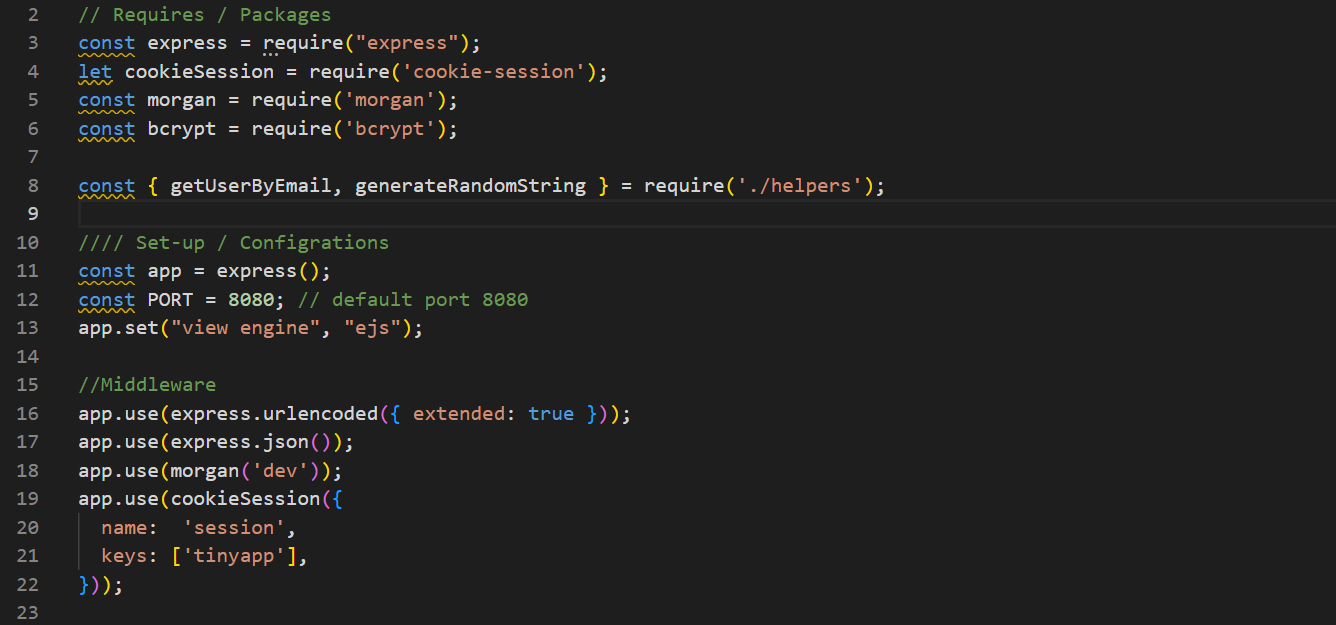 2 // Requires / Packages
3 const express = require("express");
4 let cookieSession = require('cookie-session');
5 const morgan = require('morgan');
6 const bcrypt = require('bcrypt');
7
8 const { getUserByEmail, generateRandomString } = require('./helpers');
9
10 //// Set-up / Configrations
11 const app = express();
12 const PORT = 8080; // default port 8080
13 app.set("view engine", "ejs");
14
15 //Middleware
16 app.use(express.urlencoded({ extended: true }));
17 app.use(express.json());
18 app.use(morgan('dev'));
19 app.use(cookieSession({
20   name:  'session',
21   keys: ['tinyapp'],
22 }));
23